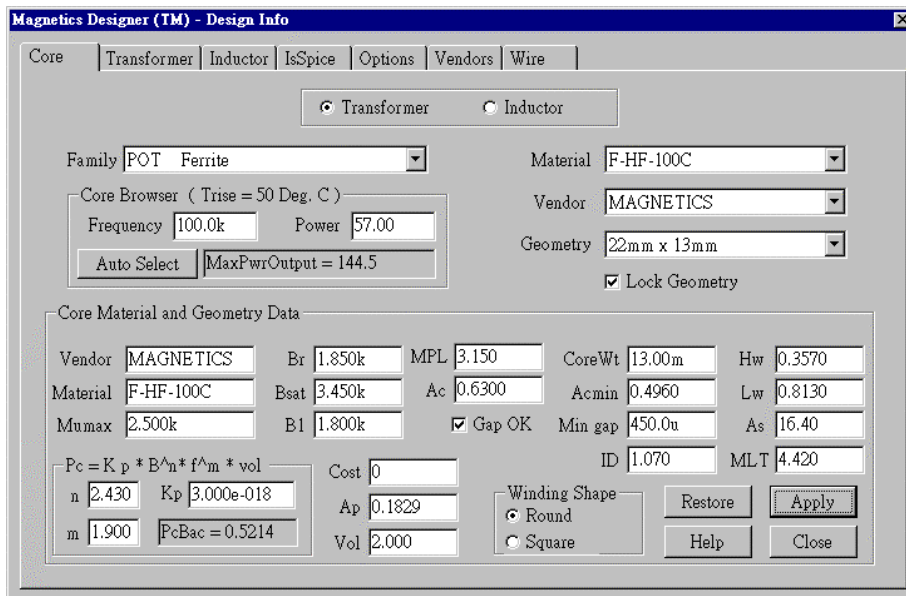 Magnetics Designer (TM) - Design Info
Core Transformer Inductor IsSpice Options Vendors Wire
Transformer Inductor
Family POT Ferrite Material F-HF-100C
Core Browser ( Trise = 50 Deg. C )
Vendor MAGNETICS
Frequency 100.0k Power 57.00
Geometry 22mm x 13mm
Auto Select MaxPwrOutput = 144.5
Lock Geometry
Core Material and Geometry Data
Vendor MAGNETICS Br 1.850k MPL 3.150 CoreWt 13.00m Hw 0.3570
Material F-HF-100C Bsat 3.450k Ac 0.6300 Acmin 0.4960 Lw 0.8130
Mumax 2.500k B1 1.800k Gap OK Min gap 450.0u As 16.40
ID 1.070 MLT 4.420
Pc = K p * B^n* f^m * vol
Cost 0
n 2.430 Kp 3.000e-018
Winding Shape
Restore Apply
Ap 0.1829
Round
m 1.900 PcBac = 0.5214
Vol 2.000
Square
Help Close